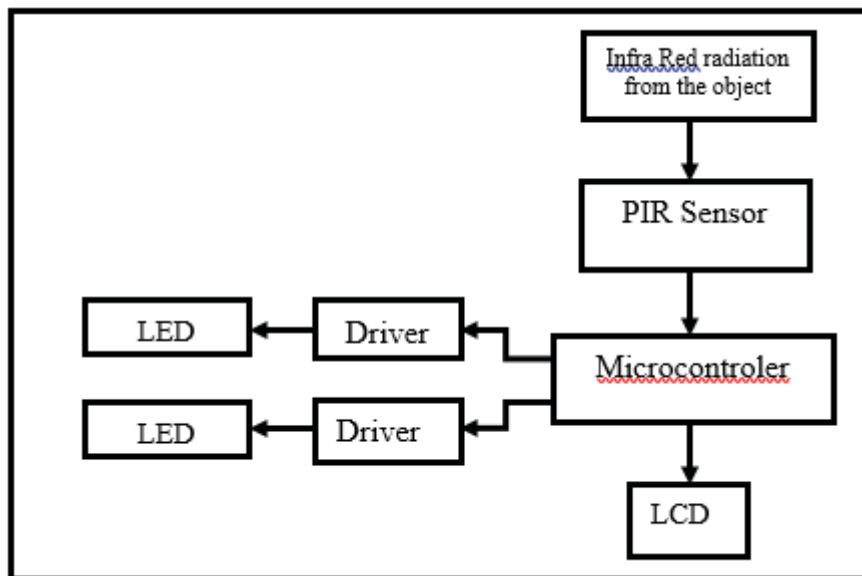 Infra Red radiation
from the object
PIR Sensor
LED
Driver
Microcontroler
LED
Driver
LCD